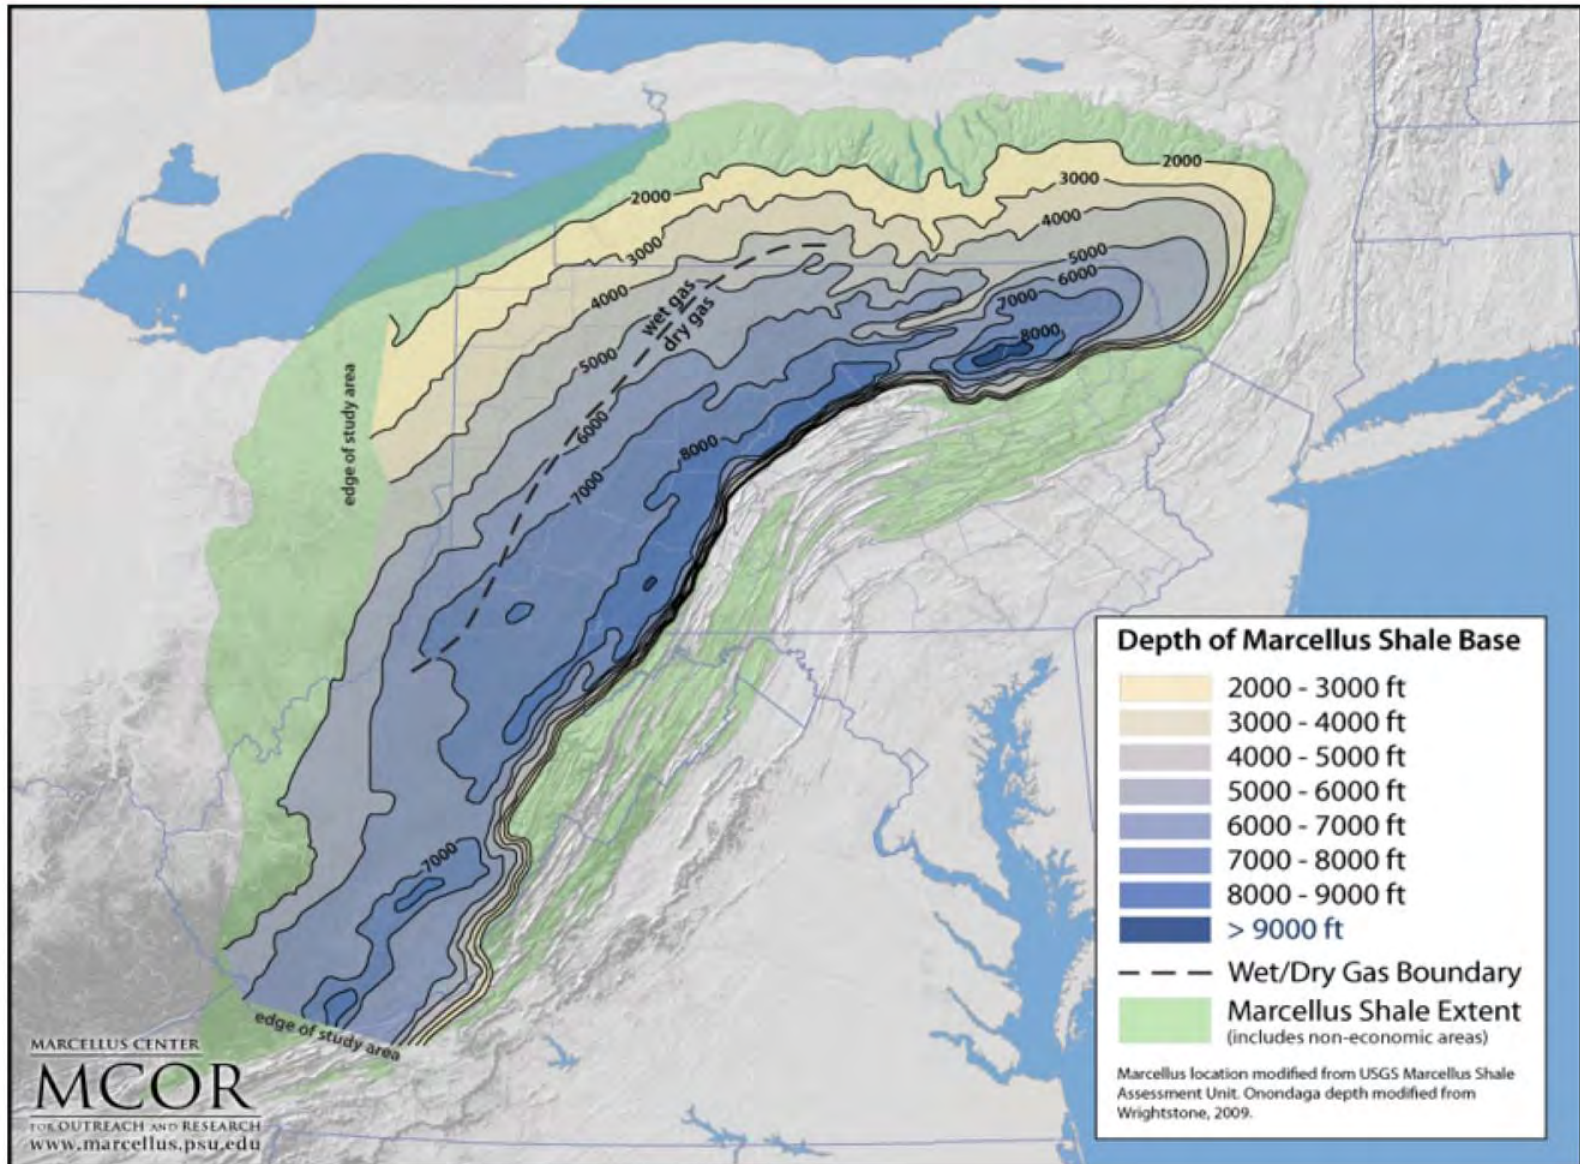 2000
2000
3000
4000
3000
5000
6000
4000
7000
wet gas
dry gas
8000
5000
edge of study area
6000
8000
7000
7000
edge of study area
Depth of Marcellus Shale Base
2000 - 3000 ft
3000 - 4000 ft
4000 - 5000 ft
5000 - 6000 ft
6000 - 7000 ft
7000 - 8000 ft
8000 - 9000 ft
> 9000 ft
Wet/Dry Gas Boundary
Marcellus Shale Extent
(includes non-economic areas)
Marcellus location modified from USGS Marcellus Shale
Assessment Unit. Onondaga depth modified from
Wrightstone, 2009.
MARCELLUS CENTER
MCOR
FOR OUTREACH AND RESEARCH
www.marcellus.psu.edu